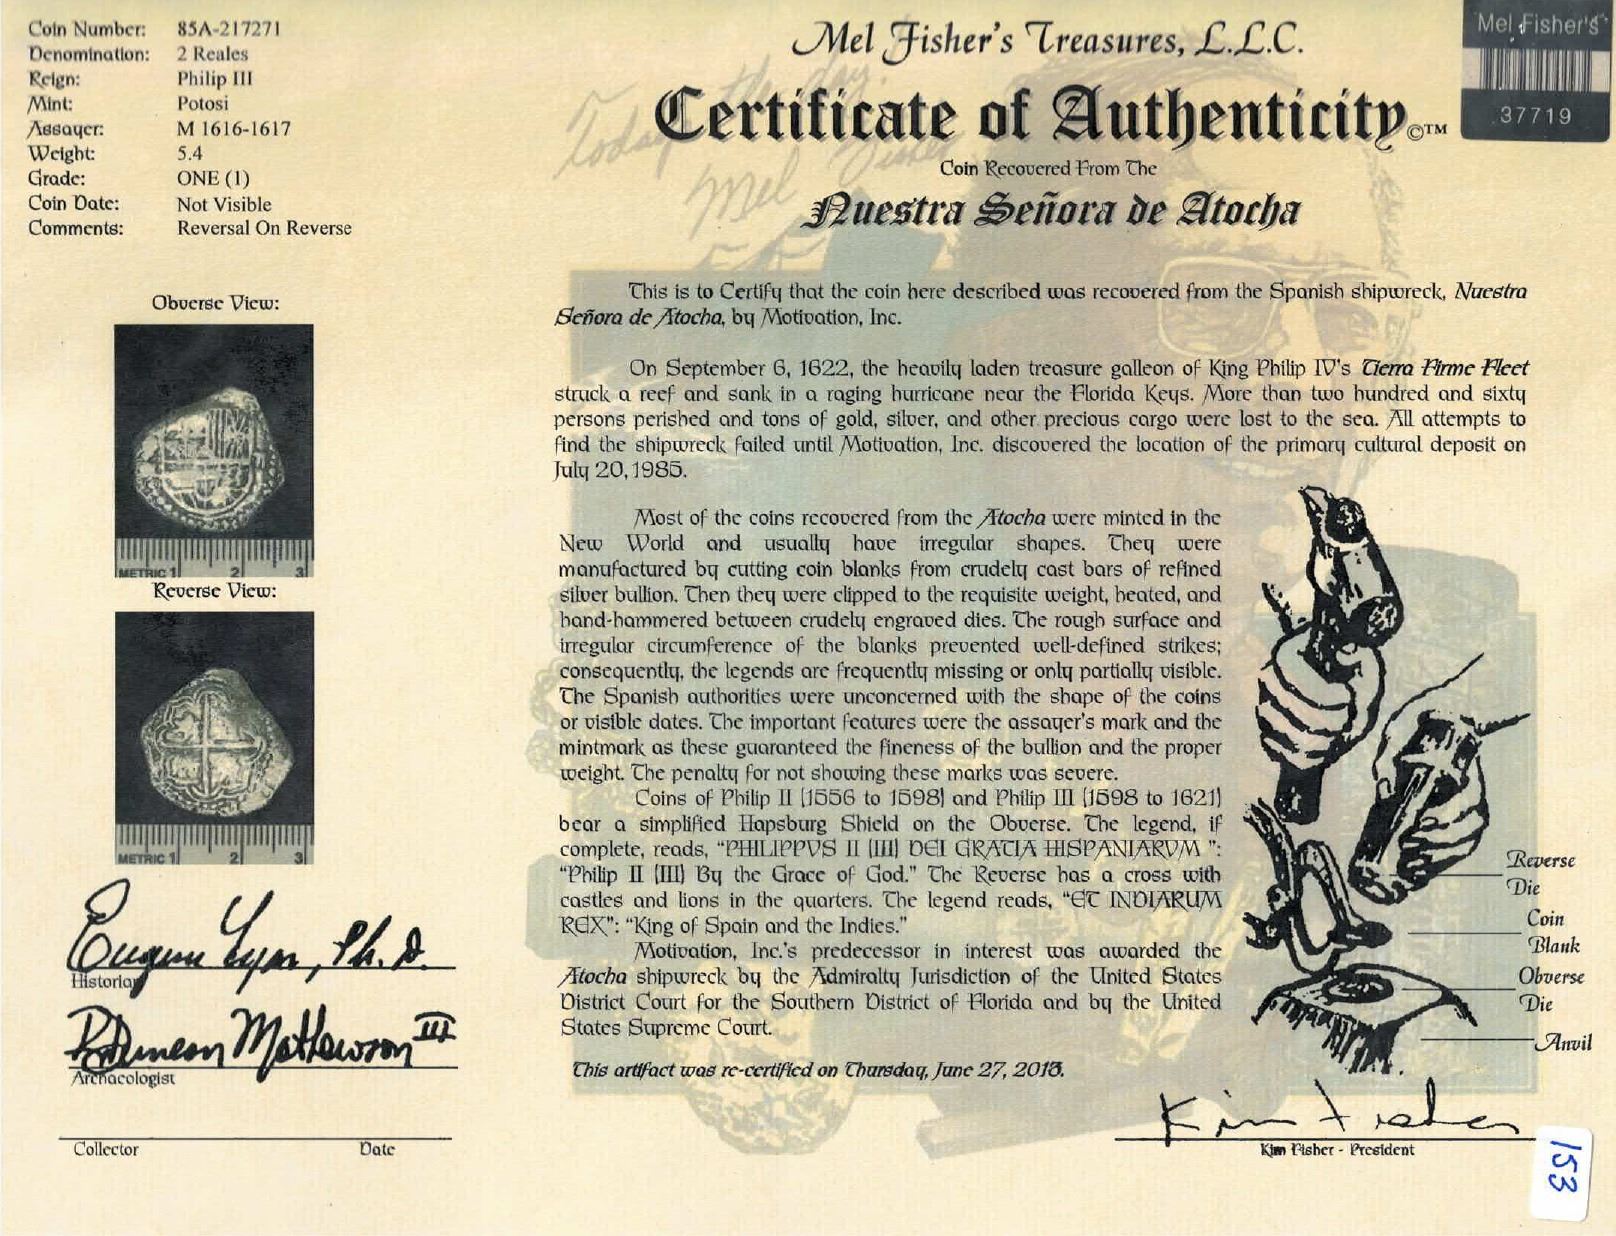 Coin Number: 85A-217271
Denomination: 2 Reales
Reign: Philip III
Mint: Potosi
Assayer: M 1616-1617
Weight: 5.4
Grade: ONE (1)
Coin Date: Not Visible
Comments: Reversal On Reverse
Obverse View:
METRIC 1 2 3
Reverse View:
METRIC 1 2 3
Eugene Lyon, Ph.D.
Historian
R Duncan Mathewson III
Archaeologist
Collector Date
Mel Fisher's Treasures, L.L.C.
Certificate of Authenticity©™
Today the day.
Mel Fisher
Coin Recovered From The
Nuestra Señora de Atocha
Mel Fisher's
37719
This is to Certify that the coin here described was recovered from the Spanish shipwreck, Nuestra
Señora de Atocha, by Motivation, Inc.
On September 6, 1622, the heavily laden treasure galleon of King Philip IV's Tierra Firme Fleet
struck a reef and sank in a raging hurricane near the Florida Keys. More than two hundred and sixty
persons perished and tons of gold, silver, and other precious cargo were lost to the sea. All attempts to
find the shipwreck failed until Motivation, Inc. discovered the location of the primary cultural deposit on
July 20, 1985.
Most of the coins recovered from the Atocha were minted in the
New World and usually have irregular shapes. They were
manufactured by cutting coin blanks from crudely cast bars of refined
silver bullion. Then they were clipped to the requisite weight, heated, and
hand-hammered between crudely engraved dies. The rough surface and
irregular circumference of the blanks prevented well-defined strikes;
consequently, the legends are frequently missing or only partially visible.
The Spanish authorities were unconcerned with the shape of the coins
or visible dates. The important features were the assayer's mark and the
mintmark as these guaranteed the fineness of the bullion and the proper
weight. The penalty for not showing these marks was severe.
Coins of Philip II (1556 to 1598) and Philip III (1598 to 1621)
bear a simplified Hapsburg Shield on the Obverse. The legend, if
complete, reads, "PHILIPPVS II (III) DEI GRATIA HISPANIARVM ":
"Philip II (III) By the Grace of God." The Reverse has a cross with
castles and lions in the quarters. The legend reads, "ET INDIARUM
REX": "King of Spain and the Indies."
Motivation, Inc.'s predecessor in interest was awarded the
Atocha shipwreck by the Admiralty Jurisdiction of the United States
District Court for the Southern District of Florida and by the United
States Supreme Court.
This artifact was re-certified on Thursday, June 27, 2013.
Reverse
Die
Coin
Blank
Obverse
Die
Anvil
Kim Fisher
Kim Fisher - President
153